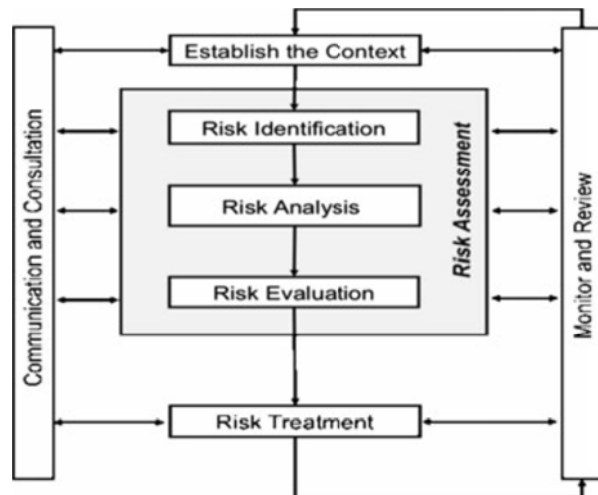 Establish the Context
Risk Identification
Risk Analysis
Risk Evaluation
Risk Treatment
Communication and Consultation
Risk Assessment
Monitor and Review